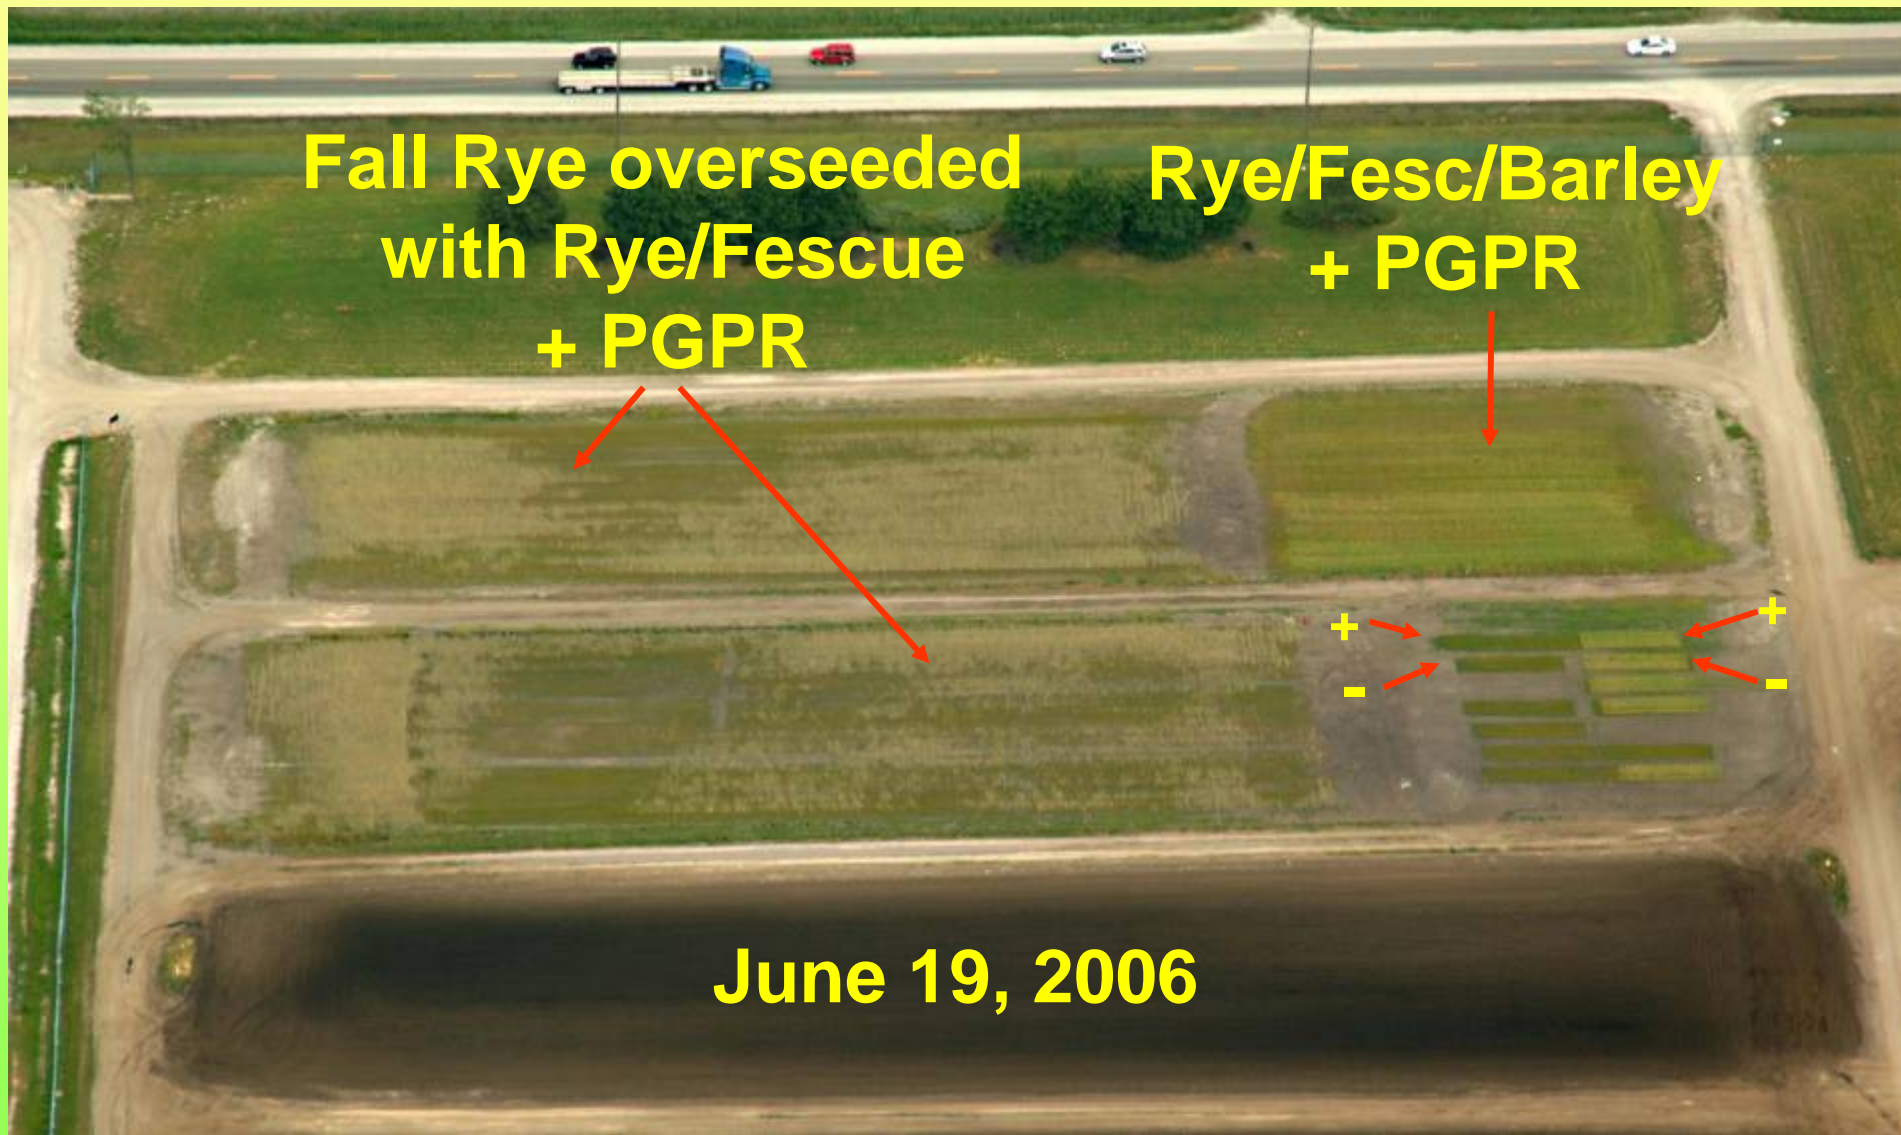 Fall Rye overseeded
with Rye/Fescue
+ PGPR
Rye/Fesc/Barley
+ PGPR
+
-
+
-
June 19, 2006